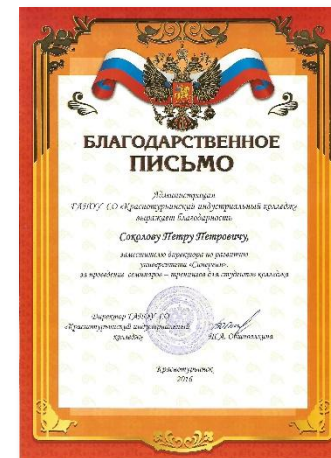 БЛАГОДАРСТВЕННОЕ
ПИСЬМО
Администрация
ГАПОУ СО «Краснотурьинский индустриальный колледж»
выражает благодарность
Соколову Петру Петровичу,
заместителю директора по развитию
университета «Синергия»,
за проведение семинаров – тренингов для студентов колледжа
Директор ГАПОУ СО
«Краснотурьинский индустриальный
колледж»
Краснотурьинск
2016